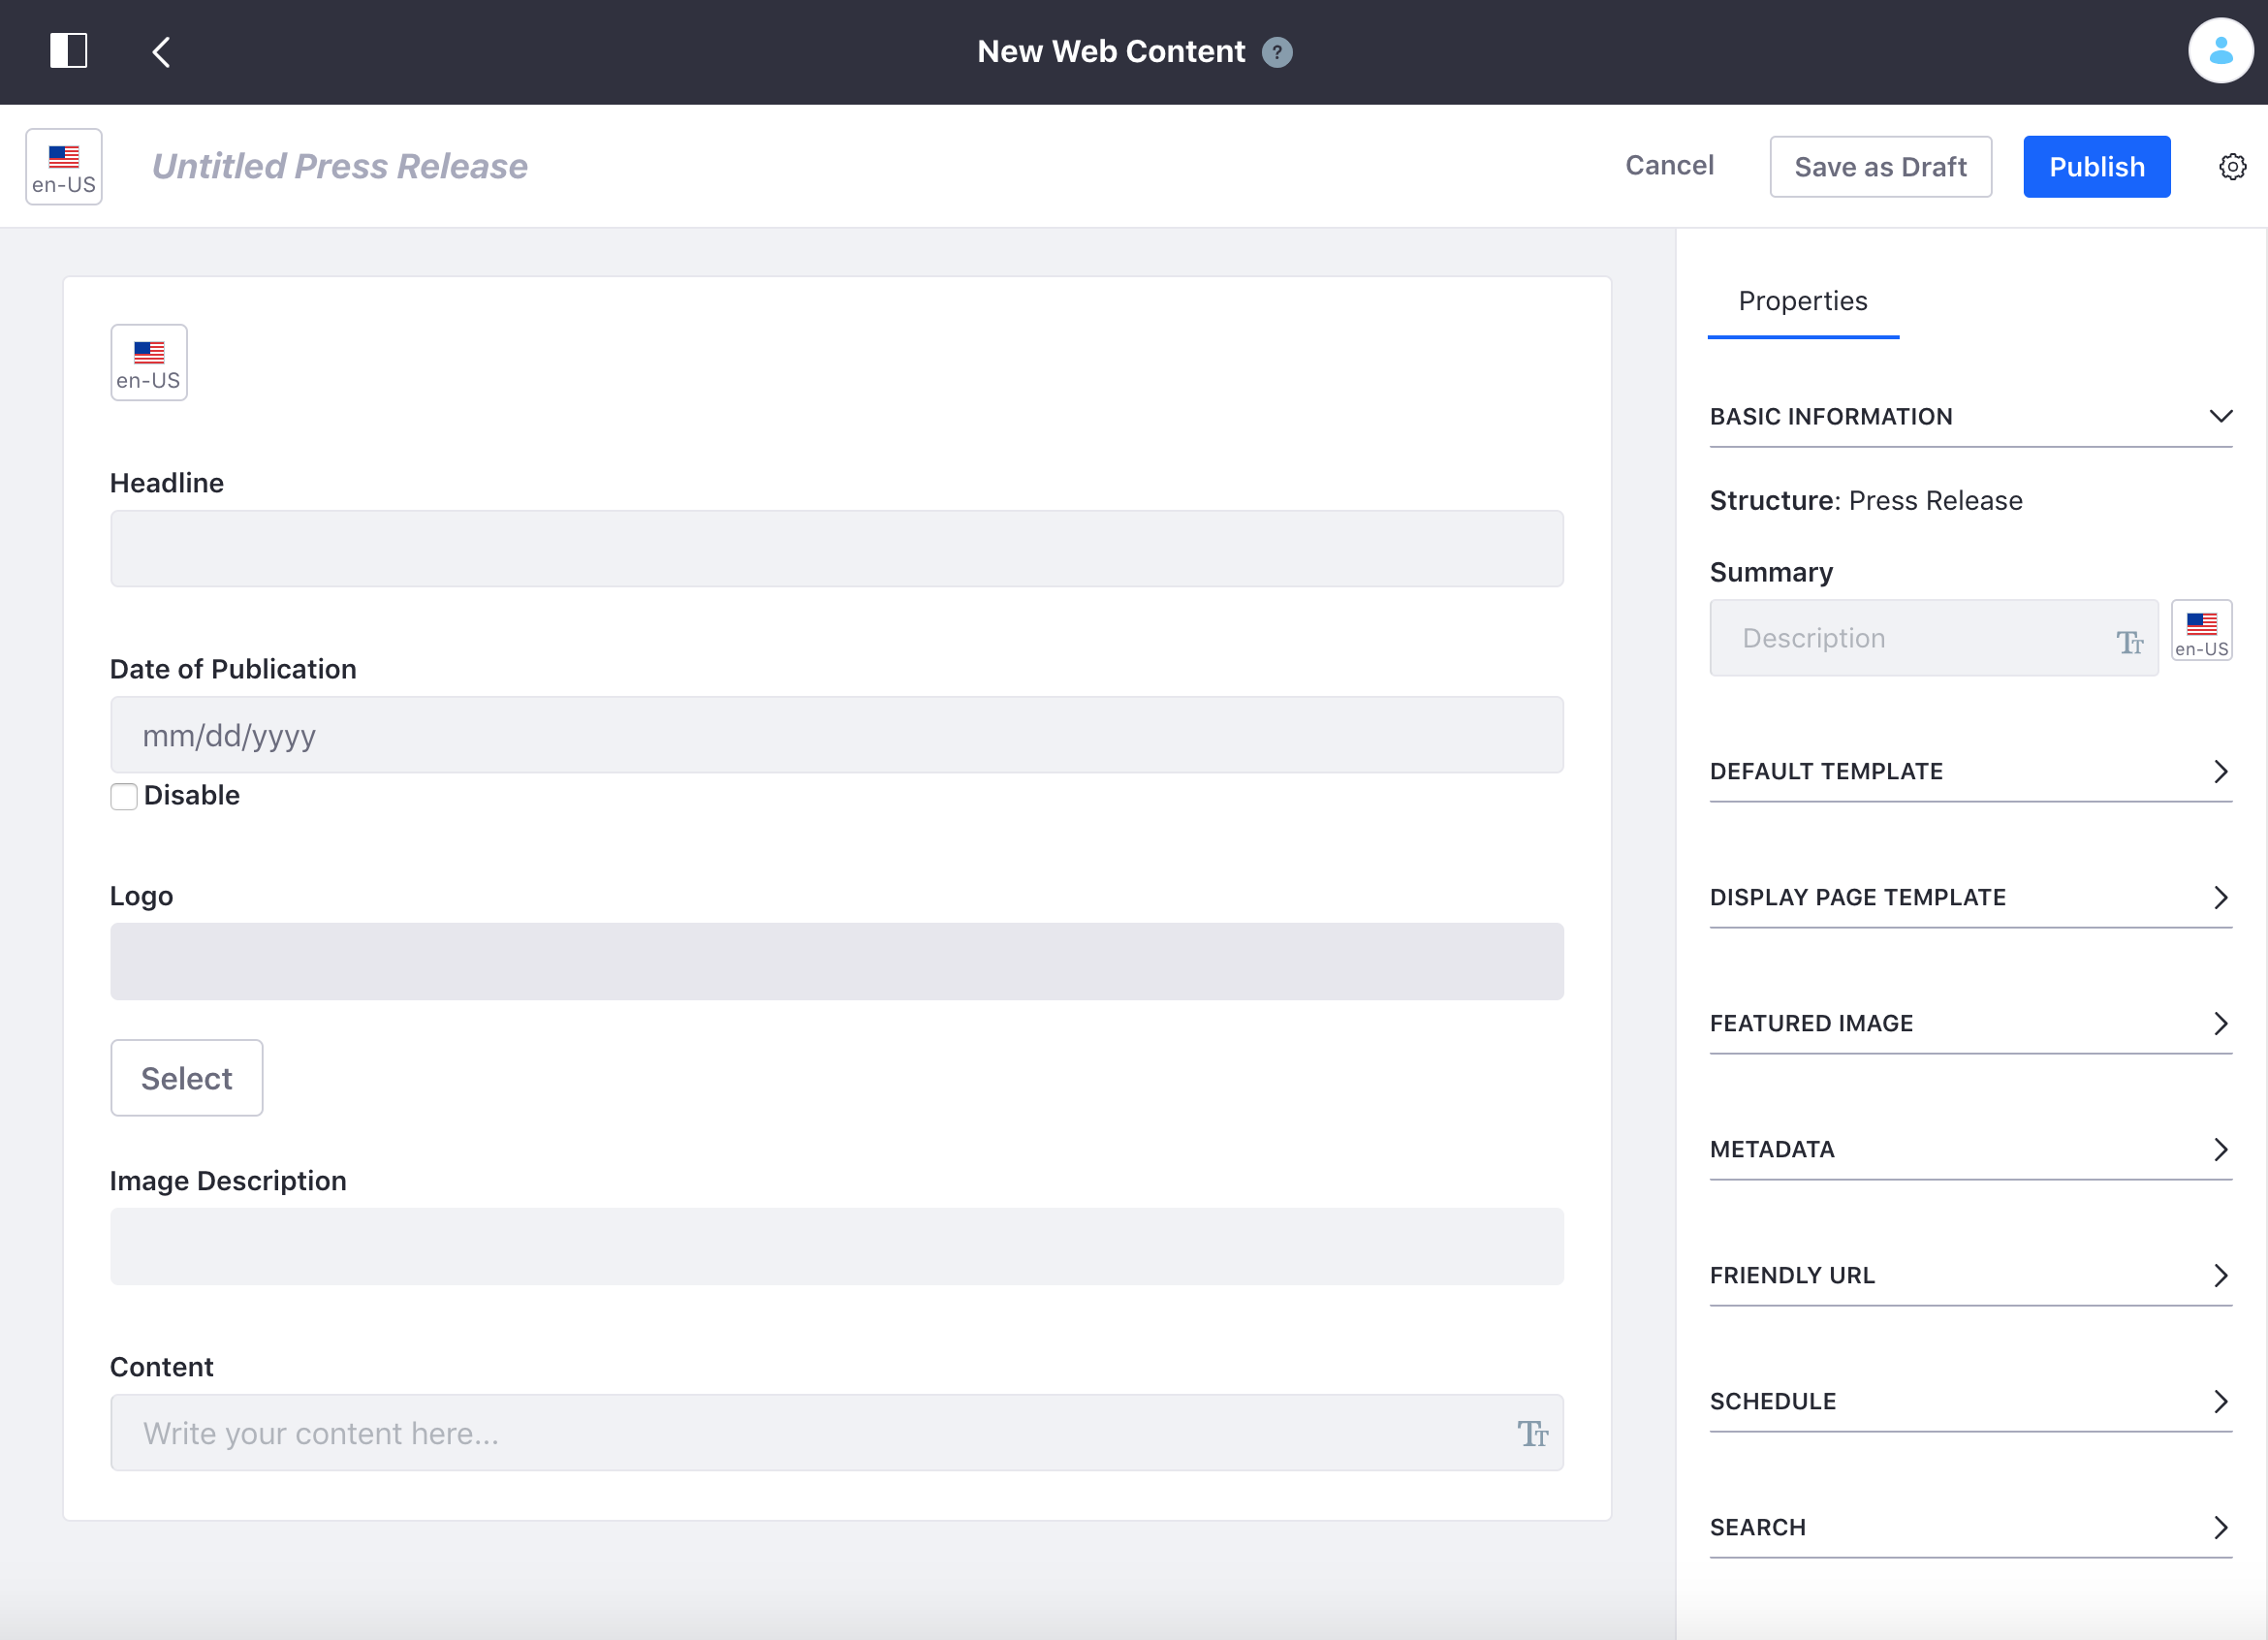 New Web Content ?
en-US
Untitled Press Release
Cancel
Save as Draft
Publish
en-US
Headline
Date of Publication
mm/dd/yyyy
Disable
Logo
Select
Image Description
Content
Write your content here...
Properties
BASIC INFORMATION
Structure: Press Release
Summary
Description
en-US
DEFAULT TEMPLATE
DISPLAY PAGE TEMPLATE
FEATURED IMAGE
METADATA
FRIENDLY URL
SCHEDULE
SEARCH